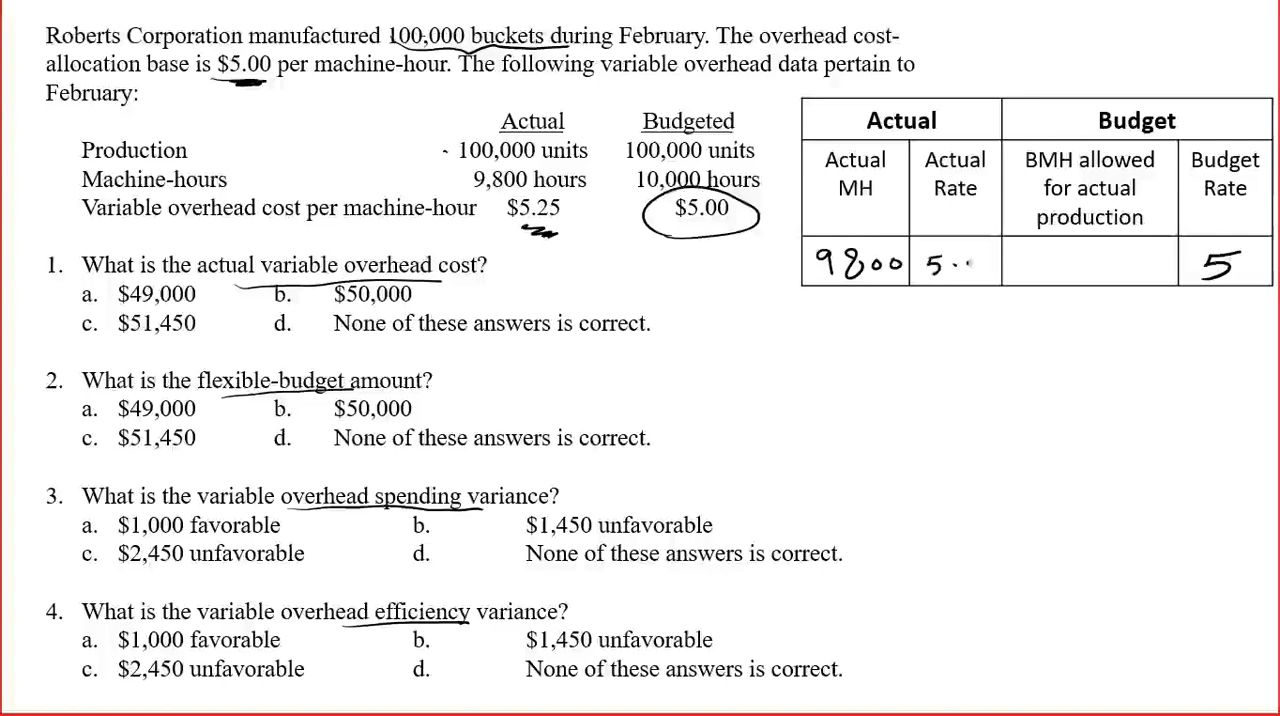 Roberts Corporation manufactured 100,000 buckets during February. The overhead cost-
allocation base is $5.00 per machine-hour. The following variable overhead data pertain to
February:
Actual Budgeted
Production 100,000 units 100,000 units
Machine-hours 9,800 hours 10,000 hours
Variable overhead cost per machine-hour $5.25 $5.00
1. What is the actual variable overhead cost?
a. $49,000 b. $50,000
c. $51,450 d. None of these answers is correct.
2. What is the flexible-budget amount?
a. $49,000 b. $50,000
c. $51,450 d. None of these answers is correct.
3. What is the variable overhead spending variance?
a. $1,000 favorable b. $1,450 unfavorable
c. $2,450 unfavorable d. None of these answers is correct.
4. What is the variable overhead efficiency variance?
a. $1,000 favorable b. $1,450 unfavorable
c. $2,450 unfavorable d. None of these answers is correct.
Actual Budget
Actual Actual BMH allowed Budget
MH Rate for actual Rate
production
9800 5 5